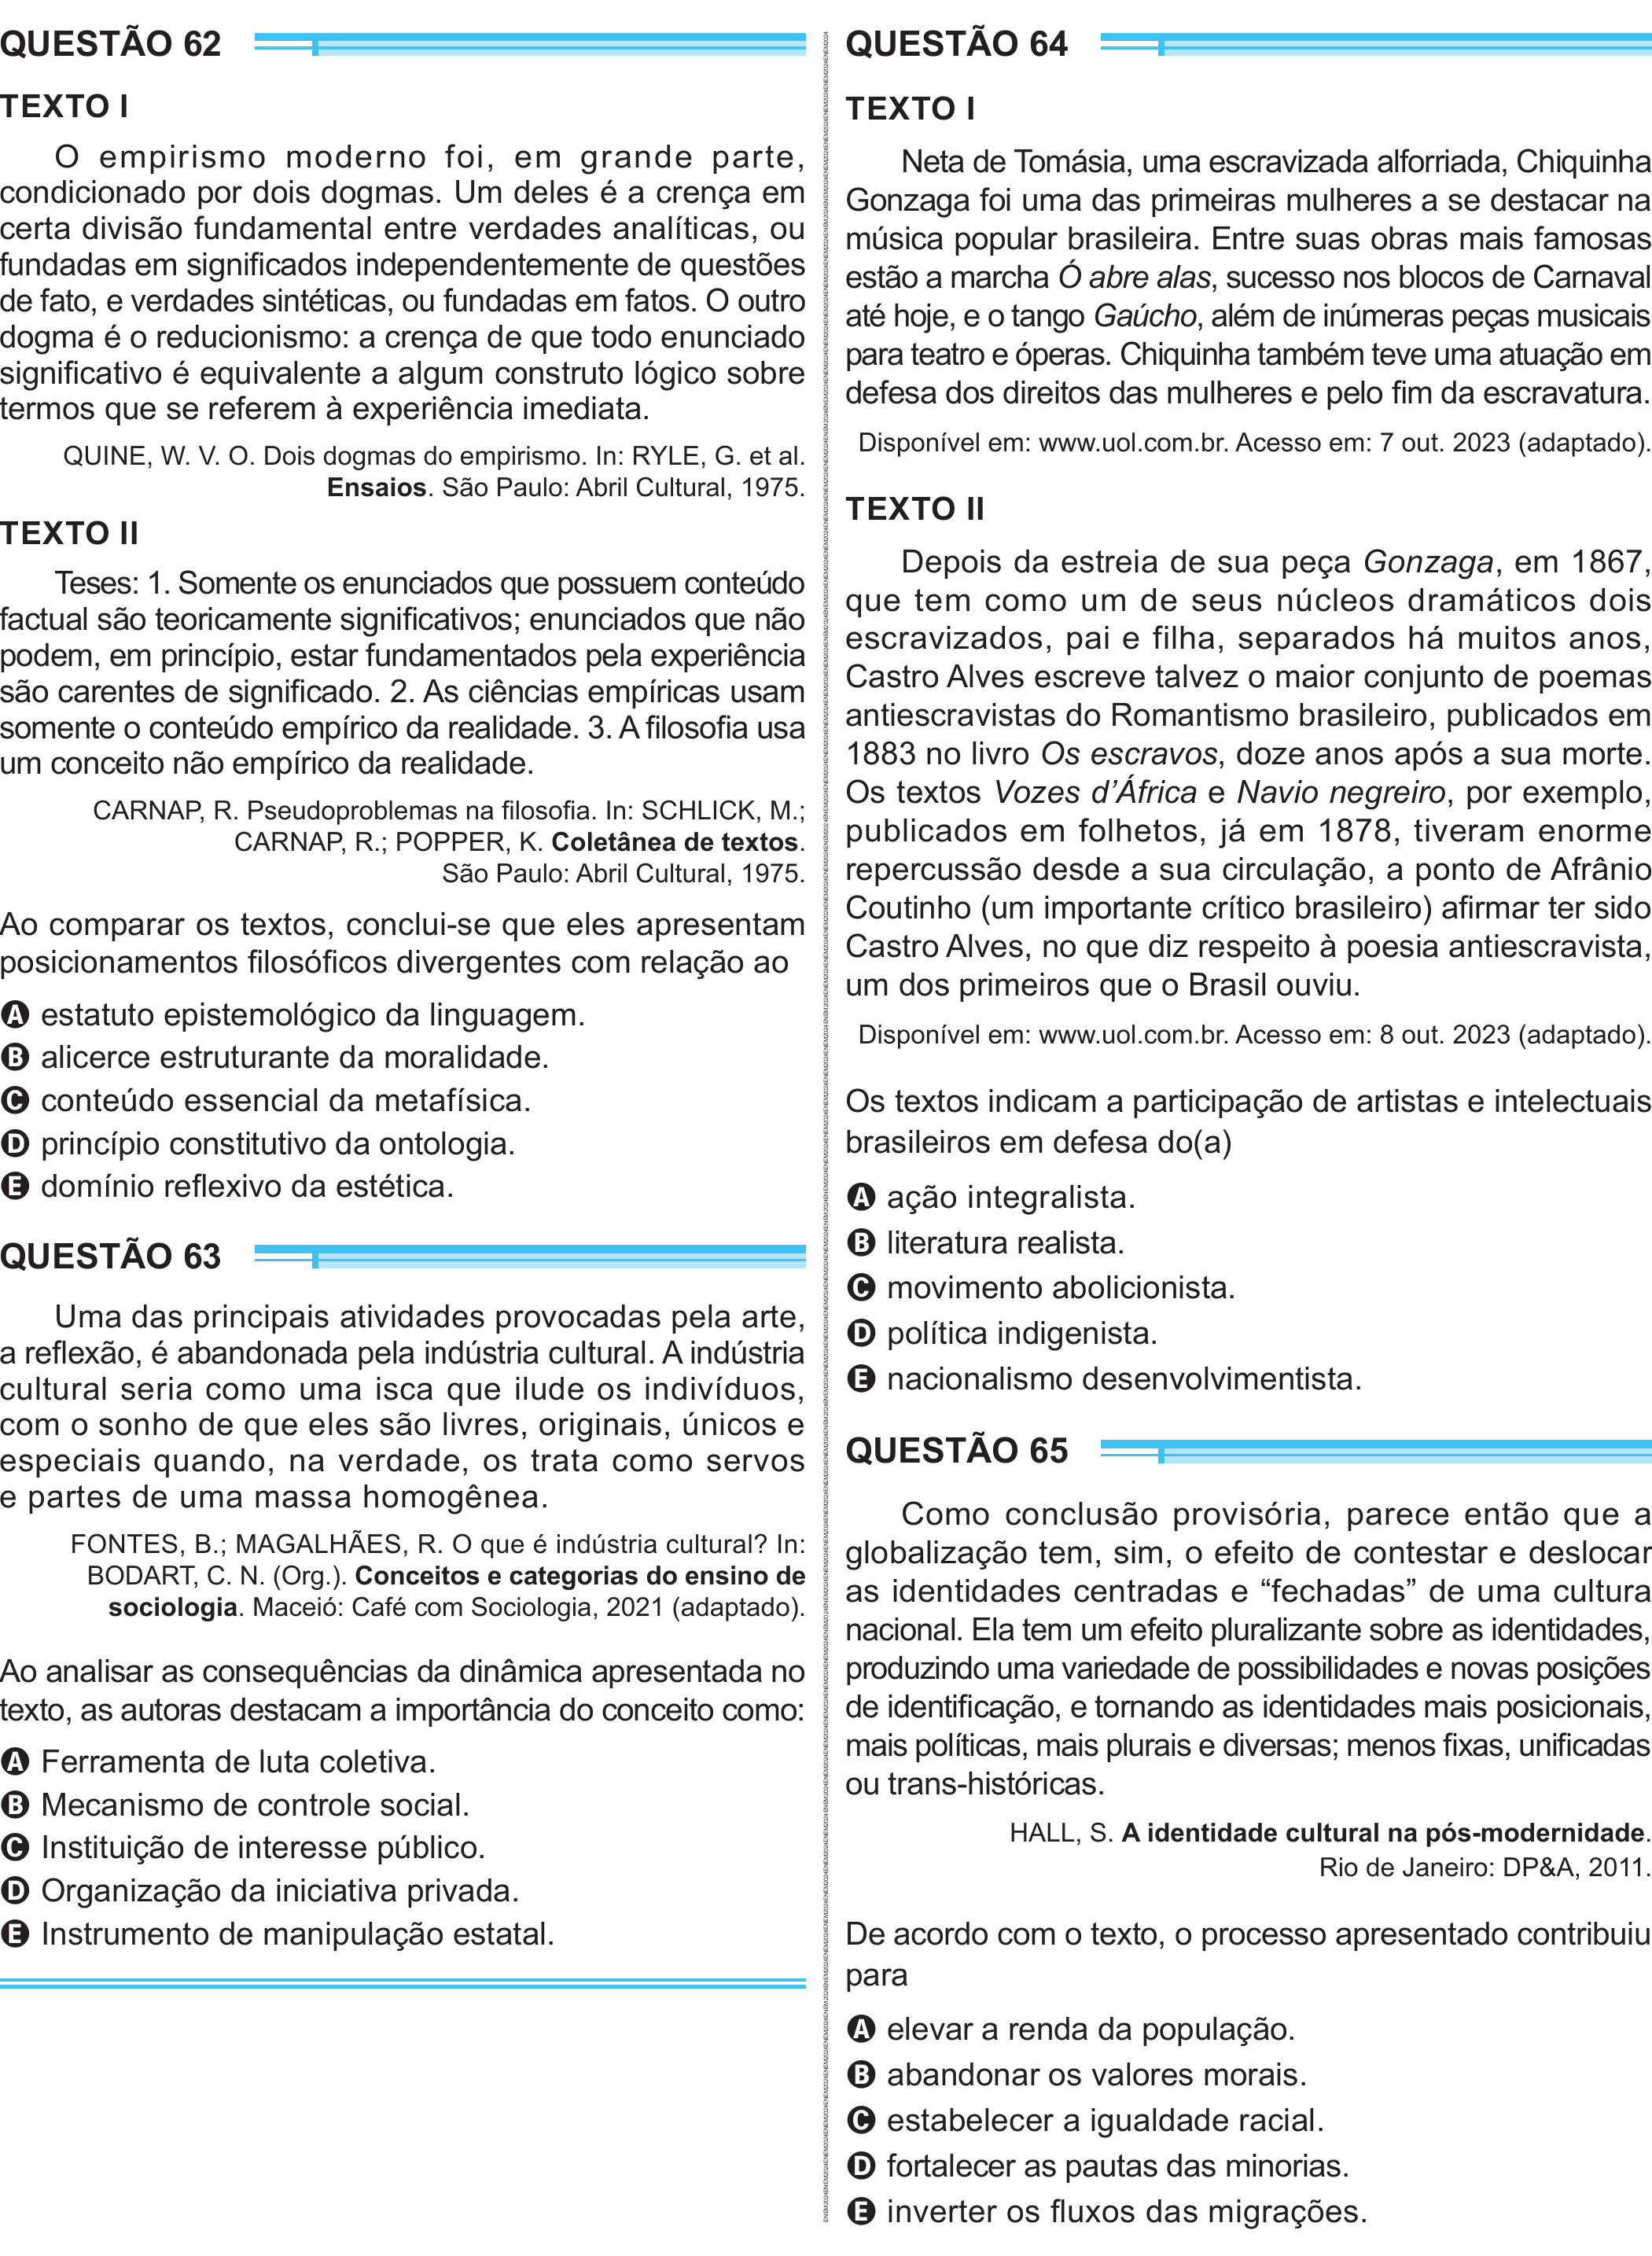 QUESTÃO 62
TEXTO I
O empirismo moderno foi, em grande parte,
condicionado por dois dogmas. Um deles é a crença em
certa divisão fundamental entre verdades analíticas, ou
fundadas em significados independentemente de questões
de fato, e verdades sintéticas, ou fundadas em fatos. O outro
dogma é o reducionismo: a crença de que todo enunciado
significativo é equivalente a algum construto lógico sobre
termos que se referem à experiência imediata.
QUINE, W. V. O. Dois dogmas do empirismo. In: RYLE, G. et al.
Ensaios. São Paulo: Abril Cultural, 1975.
TEXTO II
Teses: 1. Somente os enunciados que possuem conteúdo
factual são teoricamente significativos; enunciados que não
podem, em princípio, estar fundamentados pela experiência
são carentes de significado. 2. As ciências empíricas usam
somente o conteúdo empírico da realidade. 3. A filosofia usa
um conceito não empírico da realidade.
CARNAP, R. Pseudoproblemas na filosofia. In: SCHLICK, M.;
CARNAP, R.; POPPER, K. Coletânea de textos.
São Paulo: Abril Cultural, 1975.
Ao comparar os textos, conclui-se que eles apresentam
posicionamentos filosóficos divergentes com relação ao
A estatuto epistemológico da linguagem.
B alicerce estruturante da moralidade.
C conteúdo essencial da metafísica.
D princípio constitutivo da ontologia.
E domínio reflexivo da estética.
QUESTÃO 63
Uma das principais atividades provocadas pela arte,
a reflexão, é abandonada pela indústria cultural. A indústria
cultural seria como uma isca que ilude os indivíduos,
com o sonho de que eles são livres, originais, únicos e
especiais quando, na verdade, os trata como servos
e partes de uma massa homogênea.
FONTES, B.; MAGALHÃES, R. O que é indústria cultural? In:
BODART, C. N. (Org.). Conceitos e categorias do ensino de
sociologia. Maceió: Café com Sociologia, 2021 (adaptado).
Ao analisar as consequências da dinâmica apresentada no
texto, as autoras destacam a importância do conceito como:
A Ferramenta de luta coletiva.
B Mecanismo de controle social.
C Instituição de interesse público.
D Organização da iniciativa privada.
E Instrumento de manipulação estatal.
QUESTÃO 64
TEXTO I
Neta de Tomásia, uma escravizada alforriada, Chiquinha
Gonzaga foi uma das primeiras mulheres a se destacar na
música popular brasileira. Entre suas obras mais famosas
estão a marcha Ó abre alas, sucesso nos blocos de Carnaval
até hoje, e o tango Gaúcho, além de inúmeras peças musicais
para teatro e óperas. Chiquinha também teve uma atuação em
defesa dos direitos das mulheres e pelo fim da escravatura.
Disponível em: www.uol.com.br. Acesso em: 7 out. 2023 (adaptado).
TEXTO II
Depois da estreia de sua peça Gonzaga, em 1867,
que tem como um de seus núcleos dramáticos dois
escravizados, pai e filha, separados há muitos anos,
Castro Alves escreve talvez o maior conjunto de poemas
antiescravistas do Romantismo brasileiro, publicados em
1883 no livro Os escravos, doze anos após a sua morte.
Os textos Vozes d’África e Navio negreiro, por exemplo,
publicados em folhetos, já em 1878, tiveram enorme
repercussão desde a sua circulação, a ponto de Afrânio
Coutinho (um importante crítico brasileiro) afirmar ter sido
Castro Alves, no que diz respeito à poesia antiescravista,
um dos primeiros que o Brasil ouviu.
Disponível em: www.uol.com.br. Acesso em: 8 out. 2023 (adaptado).
Os textos indicam a participação de artistas e intelectuais
brasileiros em defesa do(a)
A ação integralista.
B literatura realista.
C movimento abolicionista.
D política indigenista.
E nacionalismo desenvolvimentista.
QUESTÃO 65
Como conclusão provisória, parece então que a
globalização tem, sim, o efeito de contestar e deslocar
as identidades centradas e “fechadas” de uma cultura
nacional. Ela tem um efeito pluralizante sobre as identidades,
produzindo uma variedade de possibilidades e novas posições
de identificação, e tornando as identidades mais posicionais,
mais políticas, mais plurais e diversas; menos fixas, unificadas
ou trans-históricas.
HALL, S. A identidade cultural na pós-modernidade.
Rio de Janeiro: DP&A, 2011.
De acordo com o texto, o processo apresentado contribuiu
para
A elevar a renda da população.
B abandonar os valores morais.
C estabelecer a igualdade racial.
D fortalecer as pautas das minorias.
E inverter os fluxos das migrações.